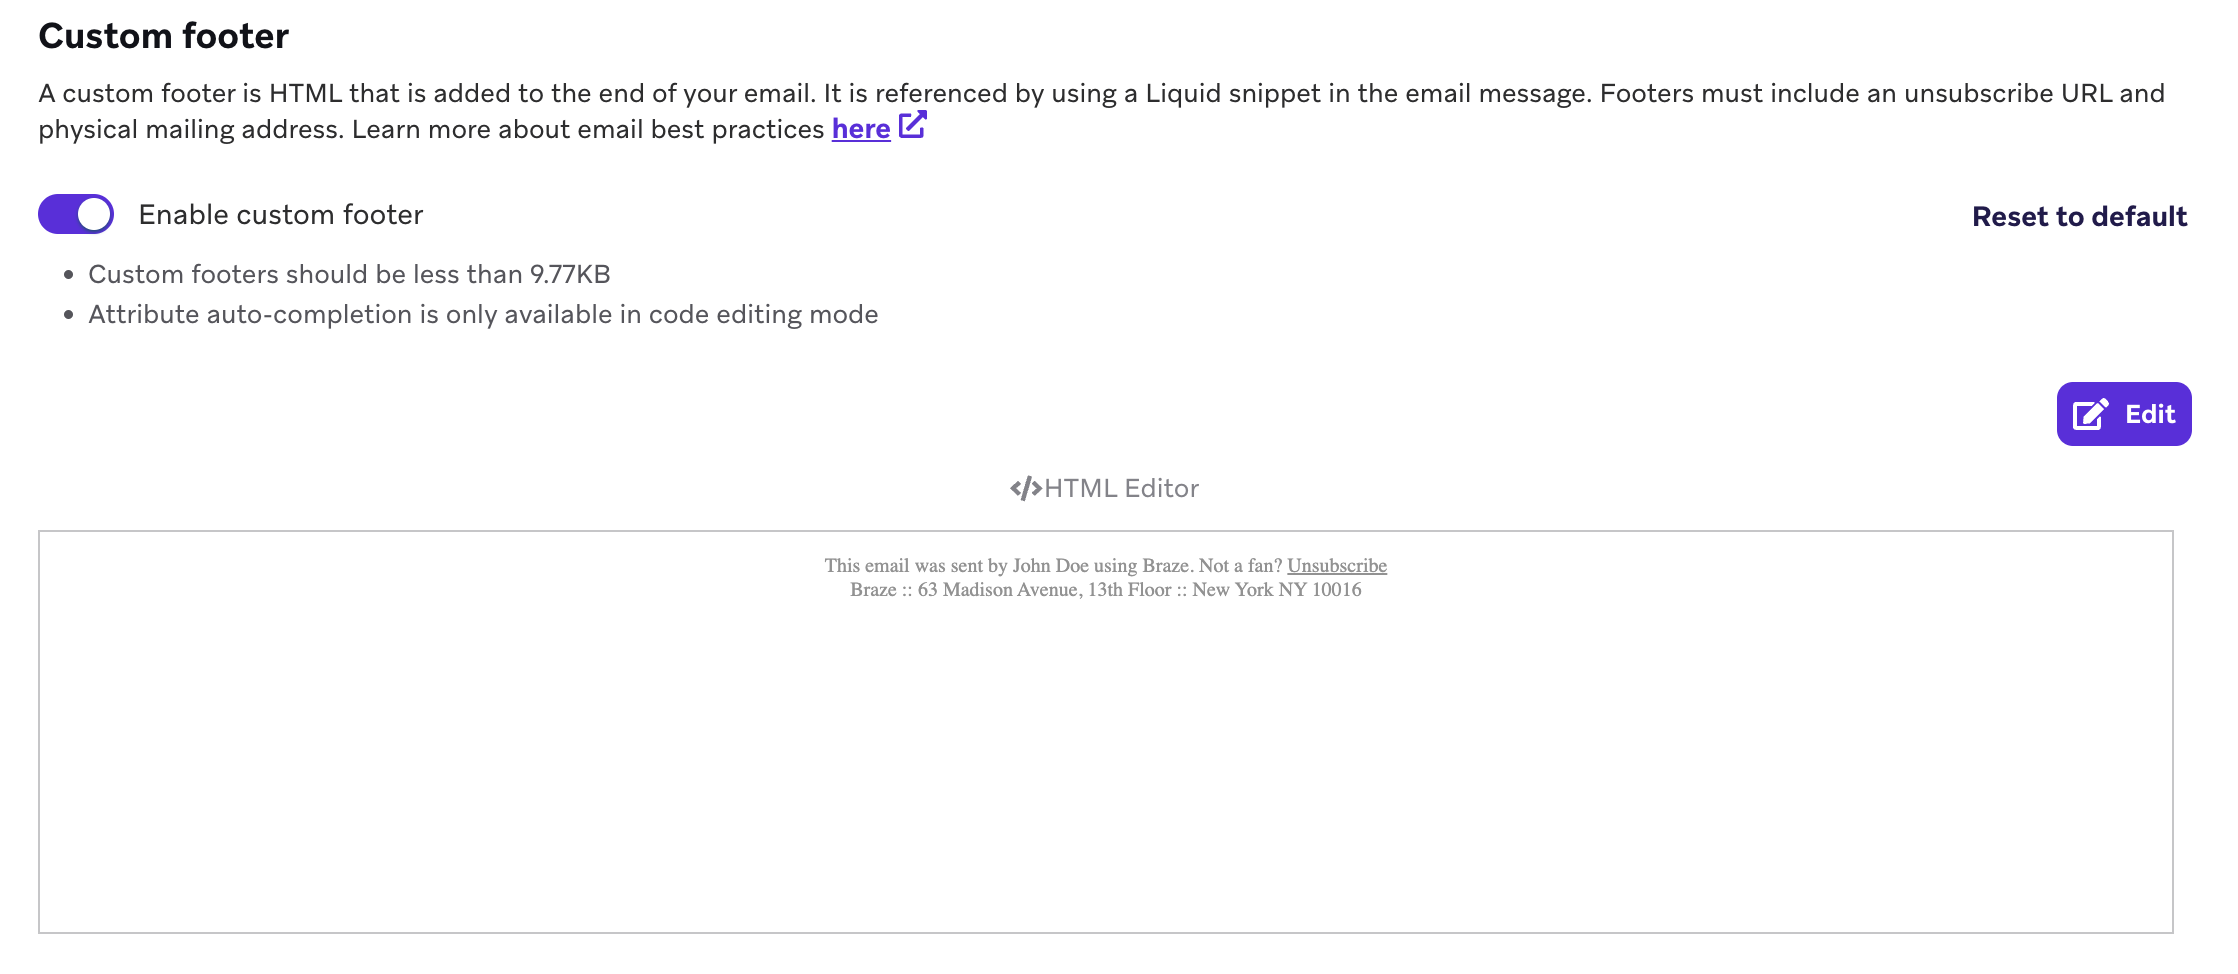 Custom footer
A custom footer is HTML that is added to the end of your email. It is referenced by using a Liquid snippet in the email message. Footers must include an unsubscribe URL and
physical mailing address. Learn more about email best practices here
Enable custom footer
Reset to default
• Custom footers should be less than 9.77KB
• Attribute auto-completion is only available in code editing mode
Edit
</>HTML Editor
This email was sent by John Doe using Braze. Not a fan? Unsubscribe
Braze :: 63 Madison Avenue, 13th Floor :: New York NY 10016